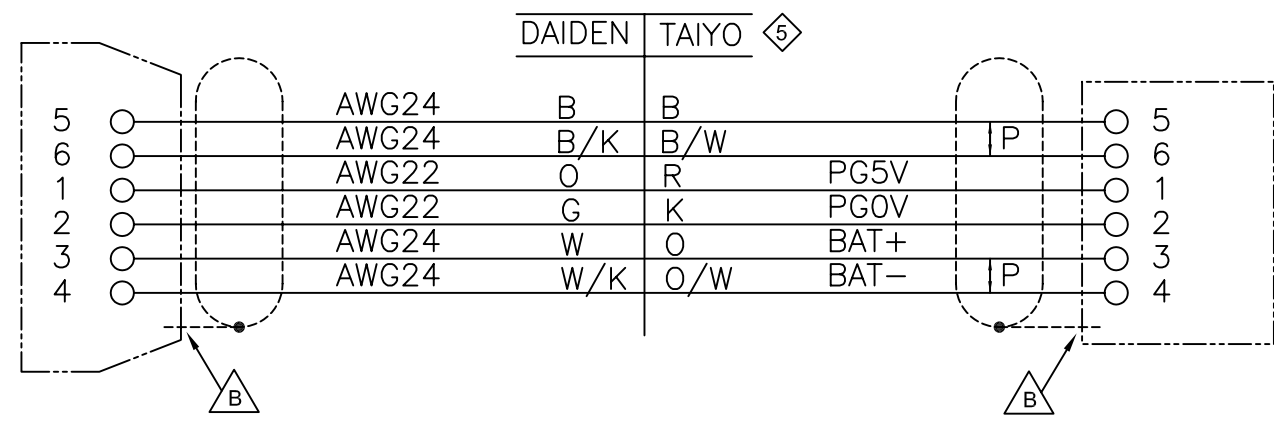 DAIDEN TAIYO 5
5 AWG24 B B 5
6 AWG24 B/K B/W P 6
1 AWG22 O R PG5V 1
2 AWG22 G K PG0V 2
3 AWG24 W O BAT+ 3
4 AWG24 W/K O/W BAT- P 4
B B